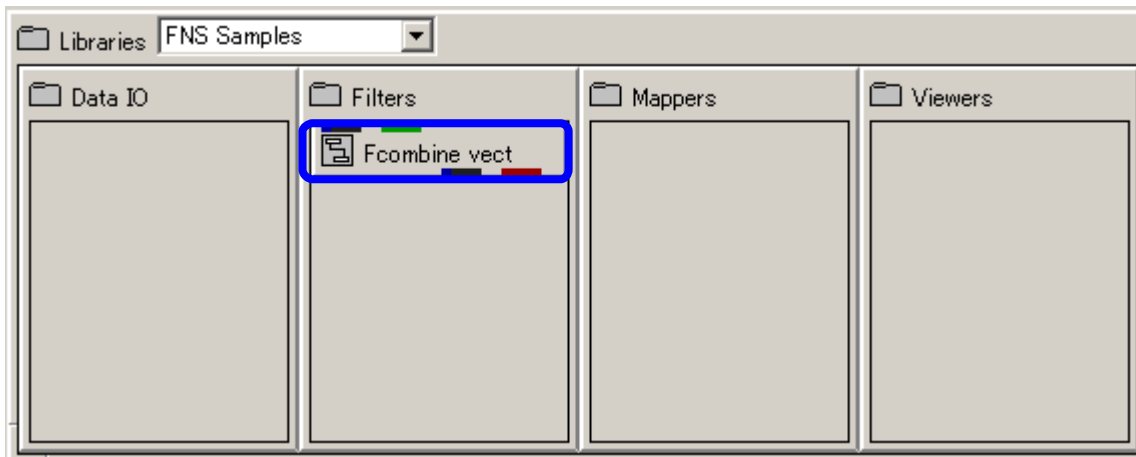 Libraries FNS Samples
Data IO
Filters
Mappers
Viewers
Fcombine vect